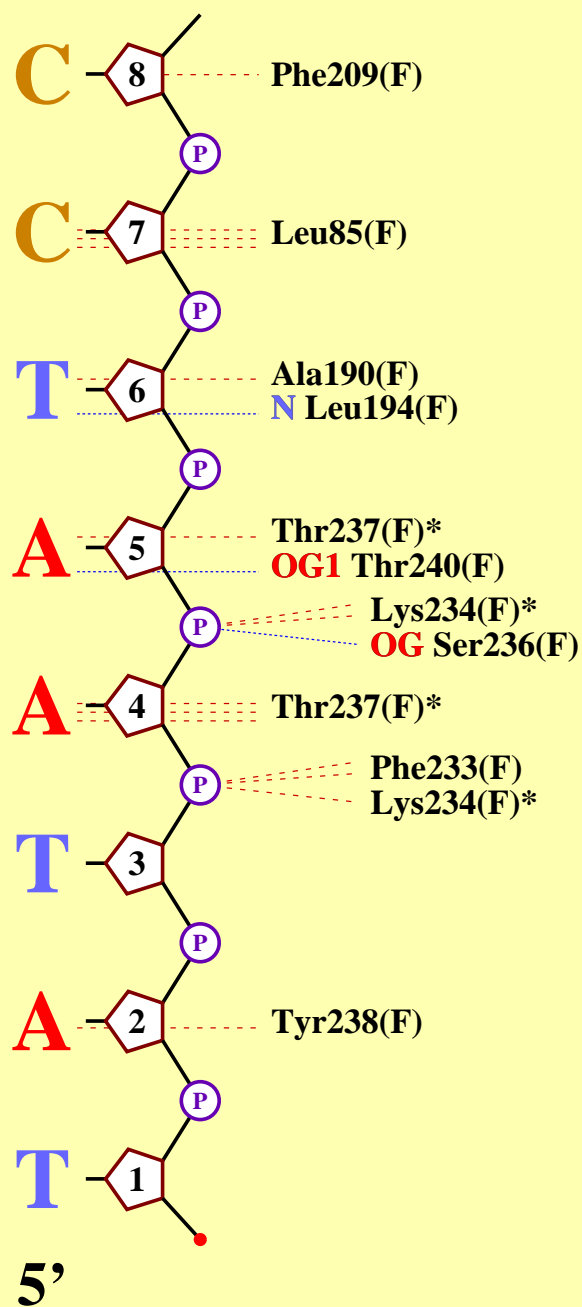 C 8 Phe209(F)
P
C 7 Leu85(F)
P
T 6 Ala190(F)
N Leu194(F)
P
A 5 Thr237(F)*
OG1 Thr240(F)
P Lys234(F)*
OG Ser236(F)
A 4 Thr237(F)*
P Phe233(F)
Lys234(F)*
T 3
P
A 2 Tyr238(F)
P
T 1
5’